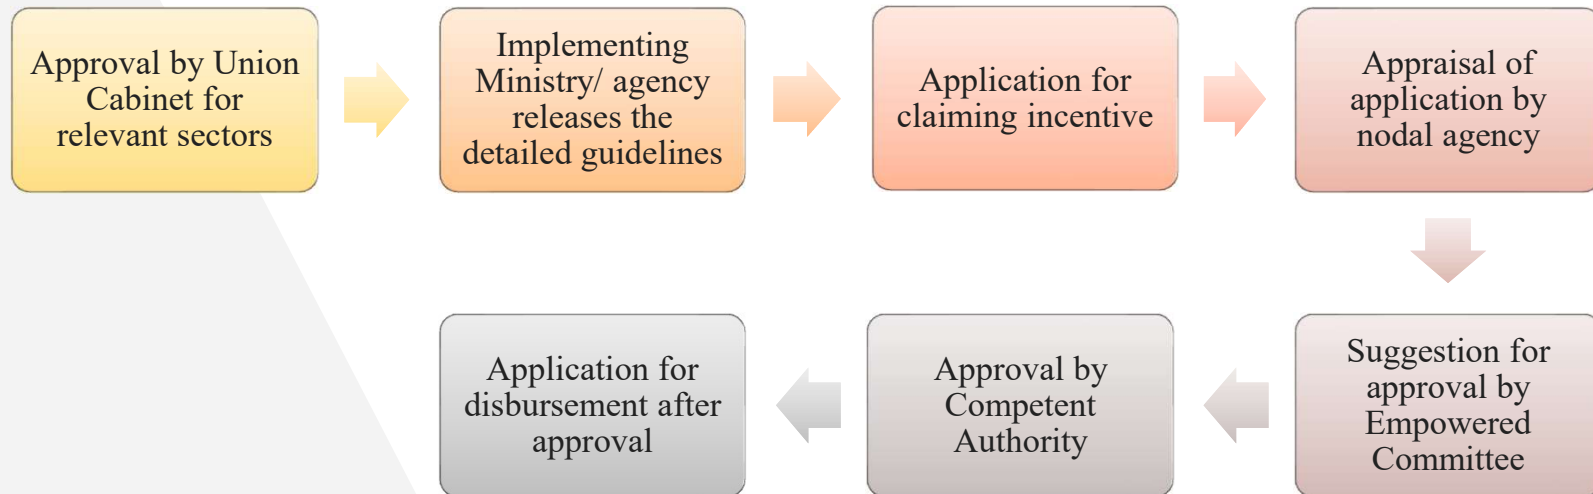 Approval by Union
Cabinet for
relevant sectors
Implementing
Ministry/ agency
releases the
detailed guidelines
Application for
claiming incentive
Appraisal of
application by
nodal agency
Suggestion for
approval by
Empowered
Committee
Approval by
Competent
Authority
Application for
disbursement after
approval